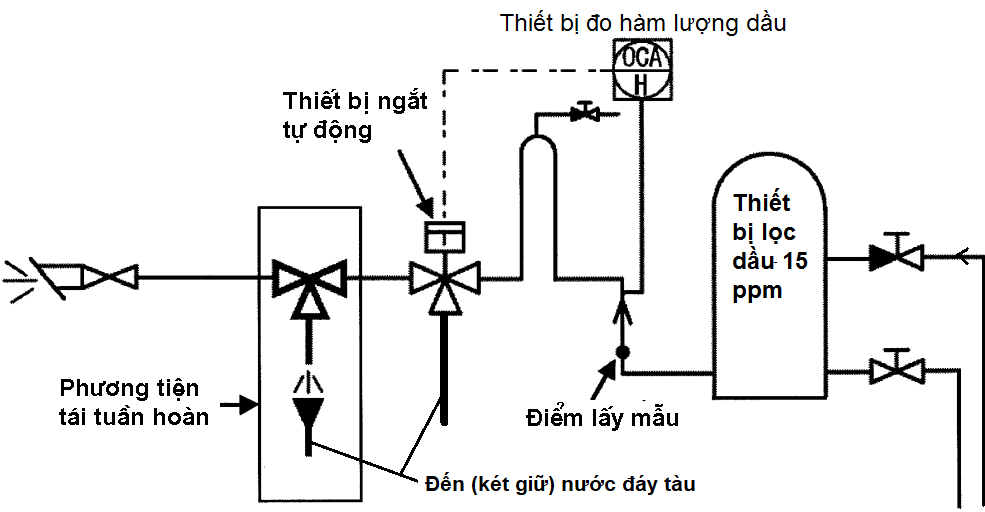 Thiết bị đo hàm lượng dầu
OCA
H
Thiết bị ngắt
tự động
Thiết
bị lọc
dầu 15
ppm
Phương tiện
tái tuần hoàn
Điểm lấy mẫu
Đến (két giữ) nước đáy tàu